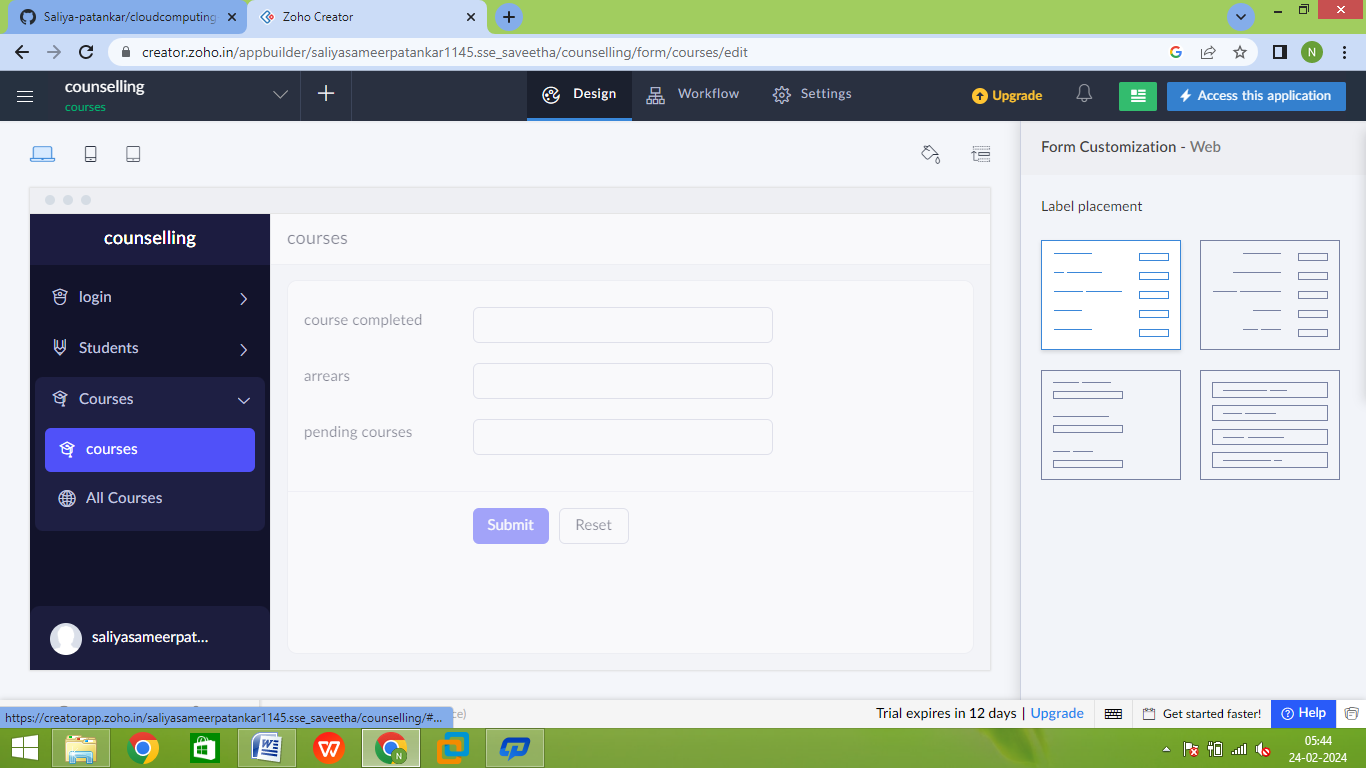 Saliya-patankar/cloudcomputing
Zoho Creator
creator.zoho.in/appbuilder/saliyasameerpatankar1145.sse_saveetha/counselling/form/courses/edit
N
counselling
courses
Design
Workflow
Settings
Upgrade
Access this application
Form Customization - Web
Label placement
counselling
courses
login
Students
Courses
courses
All Courses
saliyasameerpat...
course completed
arrears
pending courses
Submit
Reset
https://creatorapp.zoho.in/saliyasameerpatankar1145.sse_saveetha/counselling/#...
Trial expires in 12 days | Upgrade
Get started faster!
Help
05:44
24-02-2024